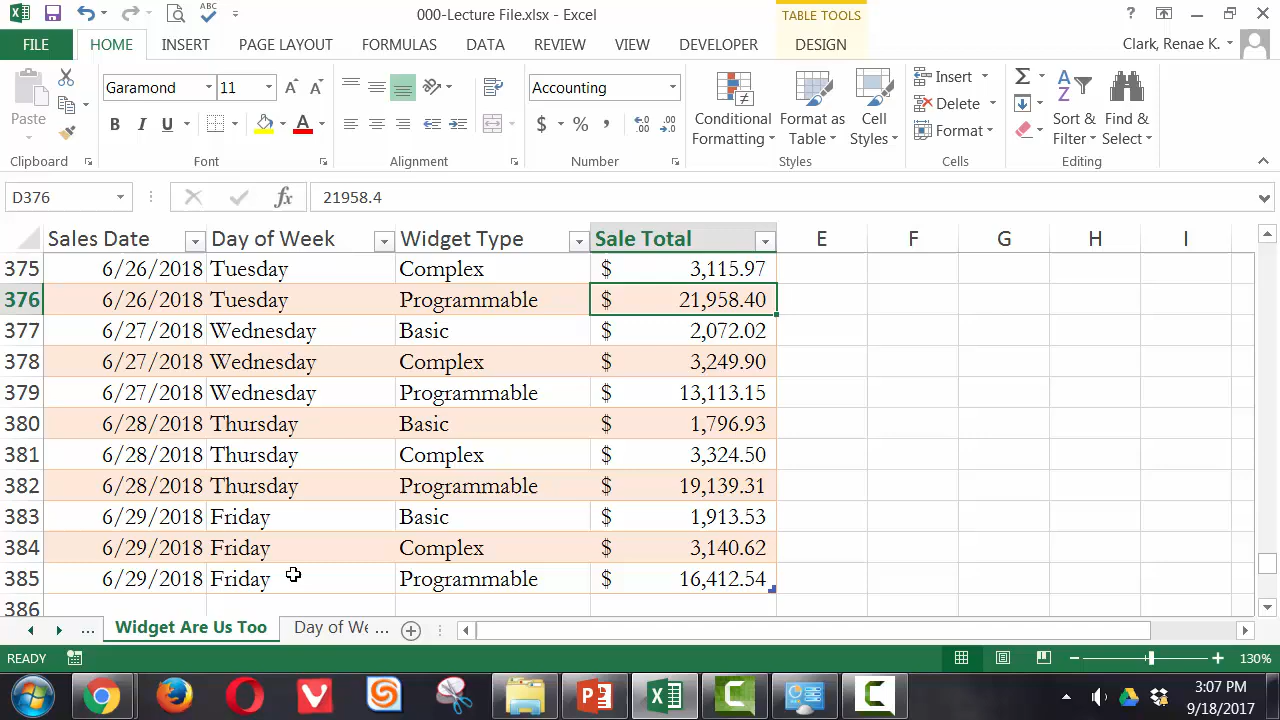 000-Lecture File.xlsx - Excel
TABLE TOOLS
?
FILE HOME INSERT PAGE LAYOUT FORMULAS DATA REVIEW VIEW DEVELOPER DESIGN
Clark, Renae K.
Paste
Garamond 11
B I U A
Accounting
$ % ,
Conditional Formatting
Format as Table
Cell Styles
Insert
Delete
Format
Sort & Filter
Find & Select
Clipboard Font Alignment Number Styles Cells Editing
D376 fx 21958.4
Sales Date Day of Week Widget Type Sale Total E F G H I
375 6/26/2018 Tuesday Complex $ 3,115.97
376 6/26/2018 Tuesday Programmable $ 21,958.40
377 6/27/2018 Wednesday Basic $ 2,072.02
378 6/27/2018 Wednesday Complex $ 3,249.90
379 6/27/2018 Wednesday Programmable $ 13,113.15
380 6/28/2018 Thursday Basic $ 1,796.93
381 6/28/2018 Thursday Complex $ 3,324.50
382 6/28/2018 Thursday Programmable $ 19,139.31
383 6/29/2018 Friday Basic $ 1,913.53
384 6/29/2018 Friday Complex $ 3,140.62
385 6/29/2018 Friday Programmable $ 16,412.54
386
... Widget Are Us Too Day of We ...
READY 130%
3:07 PM
9/18/2017